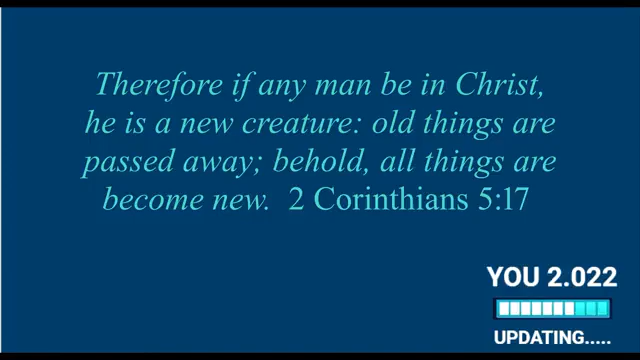 Therefore if any man be in Christ,
he is a new creature: old things are
passed away; behold, all things are
become new.  2 Corinthians 5:17
YOU 2.022
UPDATING.....